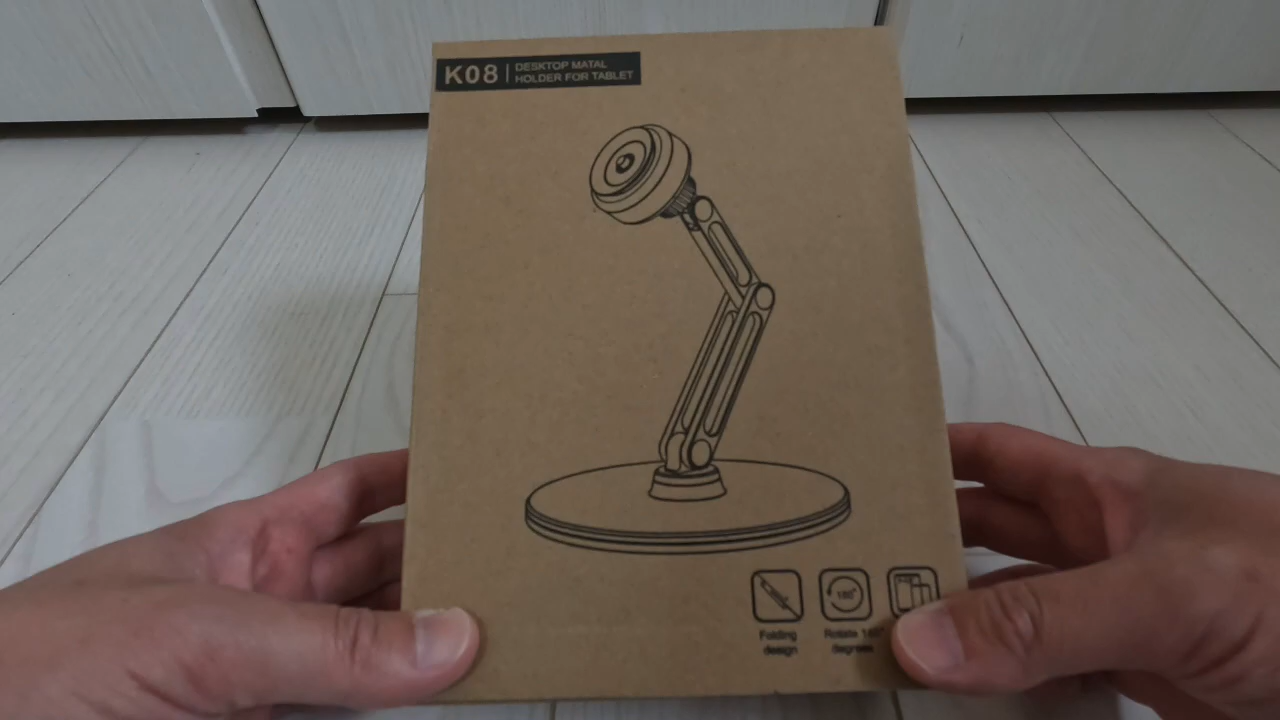 K08
DESKTOP MATAL
HOLDER FOR TABLET
180°
Folding
design
Rotate
degrees